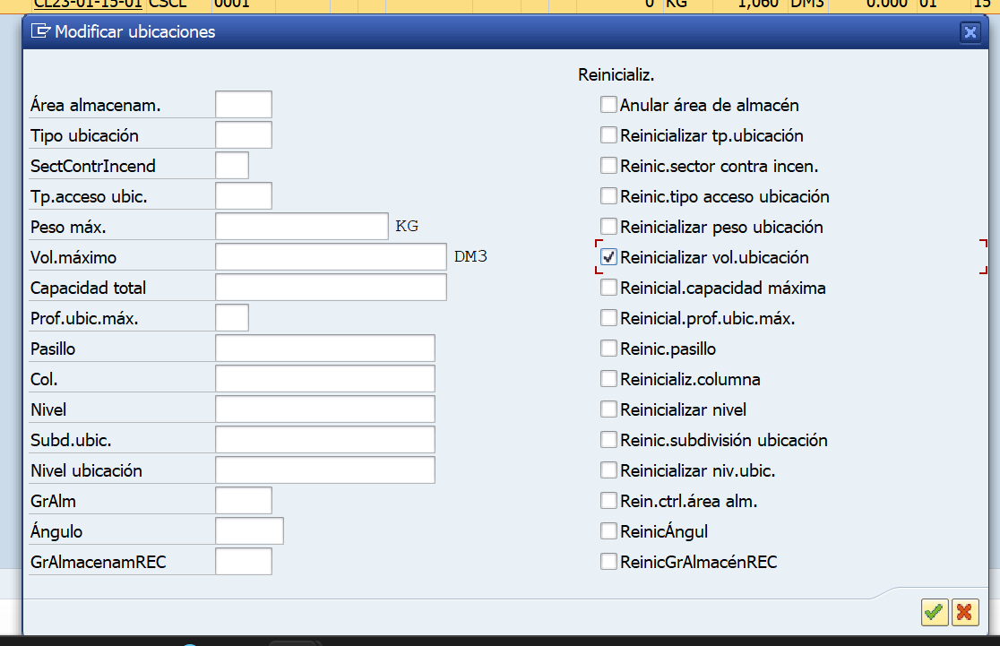 CL23-01-15-01 CSCL 0001 0 KG 1,060 DM3 0.000 01 15
Modificar ubicaciones
Reinicializ.
Área almacenam. Anular área de almacén
Tipo ubicación Reinicializar tp.ubicación
SectContrIncend Reinic.sector contra incen.
Tp.acceso ubic. Reinic.tipo acceso ubicación
Peso máx. KG Reinicializar peso ubicación
Vol.máximo DM3 Reinicializar vol.ubicación
Capacidad total Reinicial.capacidad máxima
Prof.ubic.máx. Reinicial.prof.ubic.máx.
Pasillo Reinic.pasillo
Col. Reinicializ.columna
Nivel Reinicializar nivel
Subd.ubic. Reinic.subdivisión ubicación
Nivel ubicación Reinicializar niv.ubic.
GrAlm Rein.ctrl.área alm.
Ángulo ReinicÁngul
GrAlmacenamREC ReinicGrAlmacénREC